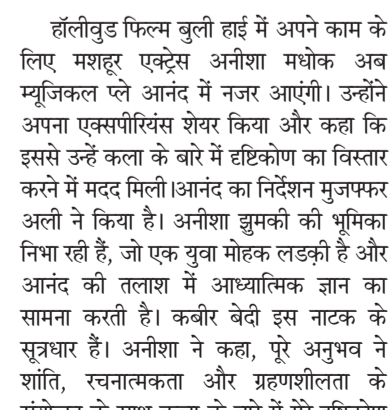 हॉलीवुड फिल्म बुली हाई में अपने काम के
लिए मशहूर एक्ट्रेस अनीशा मधोक अब
म्यूजिकल प्ले आनंद में नजर आएंगी। उन्होंने
अपना एक्सपीरियंस शेयर किया और कहा कि
इससे उन्हें कला के बारे में दृष्टिकोण का विस्तार
करने में मदद मिली।आनंद का निर्देशन मुजफ्फर
अली ने किया है। अनीशा झुमकी की भूमिका
निभा रही हैं, जो एक युवा मोहक लडक़ी है और
आनंद की तलाश में आध्यात्मिक ज्ञान का
सामना करती है। कबीर बेदी इस नाटक के
सूत्रधार हैं। अनीशा ने कहा, पूरे अनुभव ने
शांति, रचनात्मकता और ग्रहणशीलता के